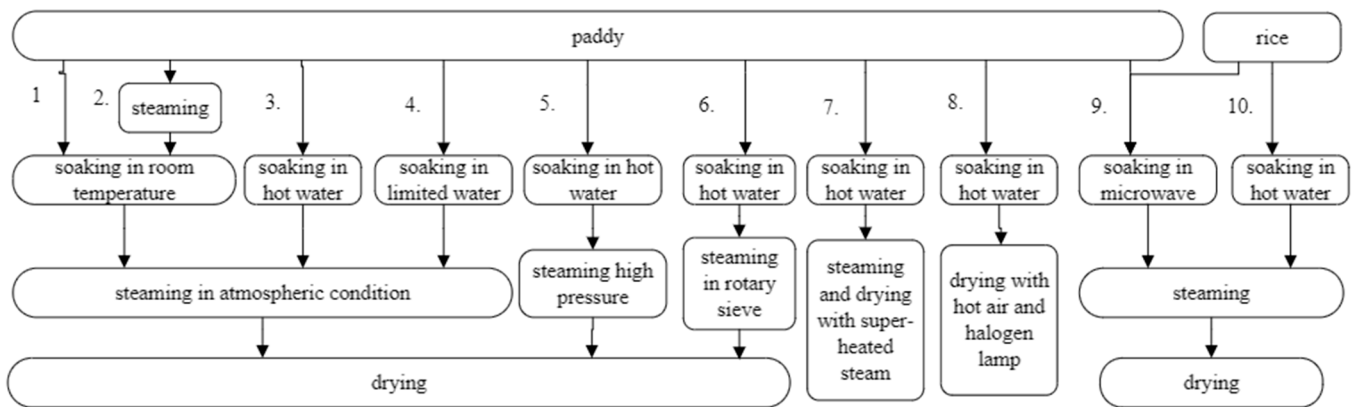 paddy
rice
1
2.
steaming
3.
4.
5.
6.
7.
8.
9.
10.
soaking in room
temperature
soaking in
hot water
soaking in
limited water
soaking in hot
water
soaking in
hot water
soaking in
hot water
soaking in
hot water
soaking in
microwave
soaking in
hot water
steaming in atmospheric condition
steaming high
pressure
steaming
in rotary
sieve
steaming
and drying
with super-
heated
steam
drying with
hot air and
halogen
lamp
steaming
drying
drying